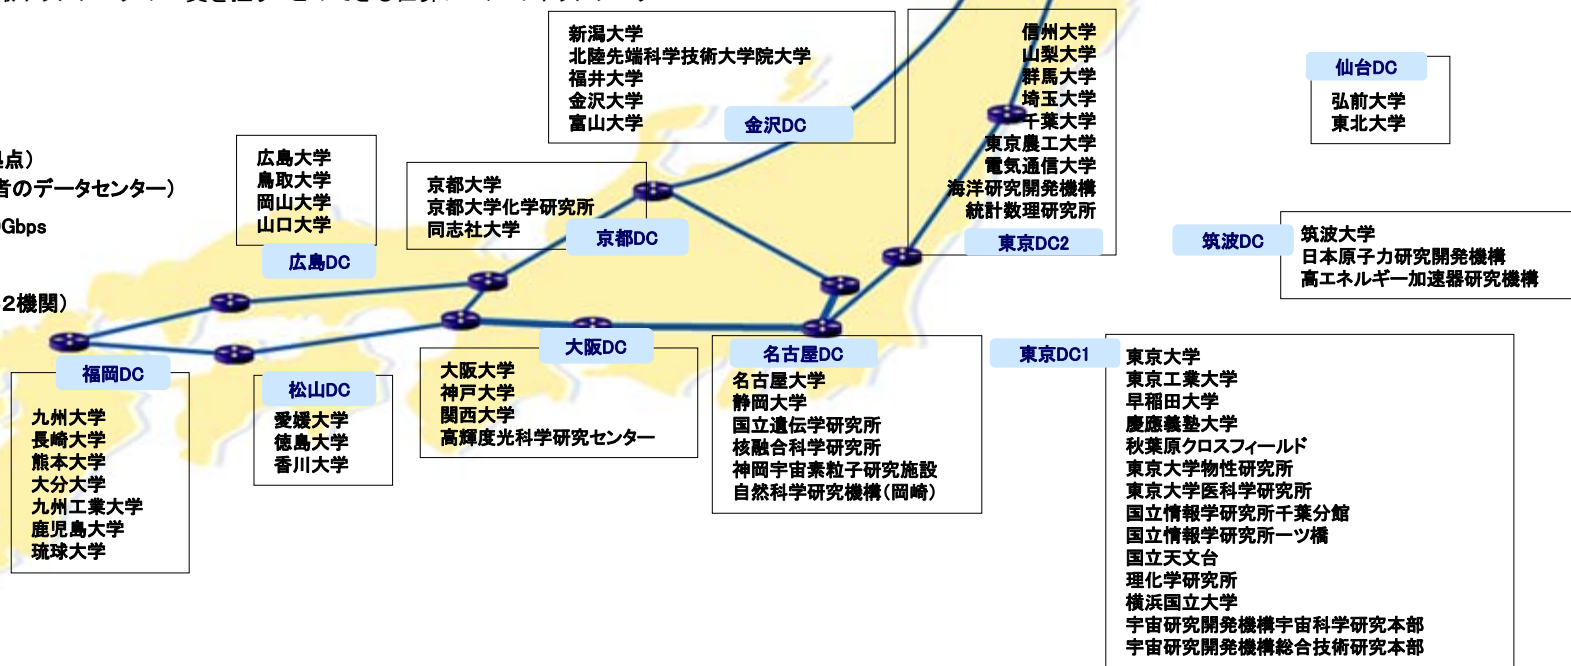 新潟大学
北陸先端科学技術大学院大学
福井大学
金沢大学
富山大学
金沢DC
信州大学
山梨大学
群馬大学
埼玉大学
千葉大学
東京農工大学
電気通信大学
海洋研究開発機構
統計数理研究所
東京DC2
仙台DC
弘前大学
東北大学
点)
者のデータセンター)
Gbps
2機関)
広島大学
鳥取大学
岡山大学
山口大学
広島DC
京都大学
京都大学化学研究所
同志社大学
京都DC
筑波DC
筑波大学
日本原子力研究開発機構
高エネルギー加速器研究機構
福岡DC
九州大学
長崎大学
熊本大学
大分大学
九州工業大学
鹿児島大学
琉球大学
松山DC
愛媛大学
徳島大学
香川大学
大阪DC
大阪大学
神戸大学
関西大学
高輝度光科学研究センター
名古屋DC
名古屋大学
静岡大学
国立遺伝学研究所
核融合科学研究所
神岡宇宙素粒子研究施設
自然科学研究機構(岡崎)
東京DC1
東京大学
東京工業大学
早稲田大学
慶應義塾大学
秋葉原クロスフィールド
東京大学物性研究所
東京大学医科学研究所
国立情報学研究所千葉分館
国立情報学研究所一ツ橋
国立天文台
理化学研究所
横浜国立大学
宇宙研究開発機構宇宙科学研究本部
宇宙研究開発機構総合技術研究本部